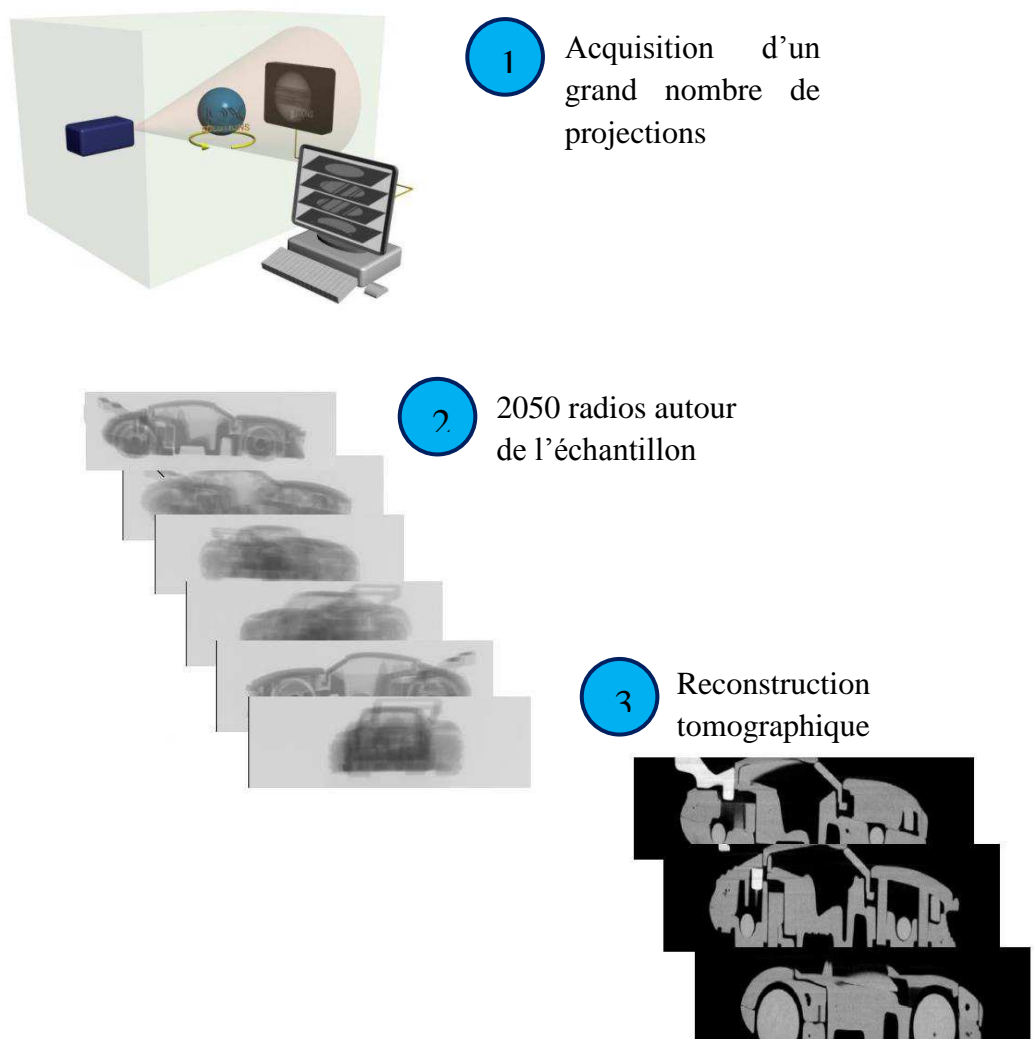 1
Acquisition d'un
grand nombre de
projections
2
2050 radios autour
de l'échantillon
3
Reconstruction
tomographique